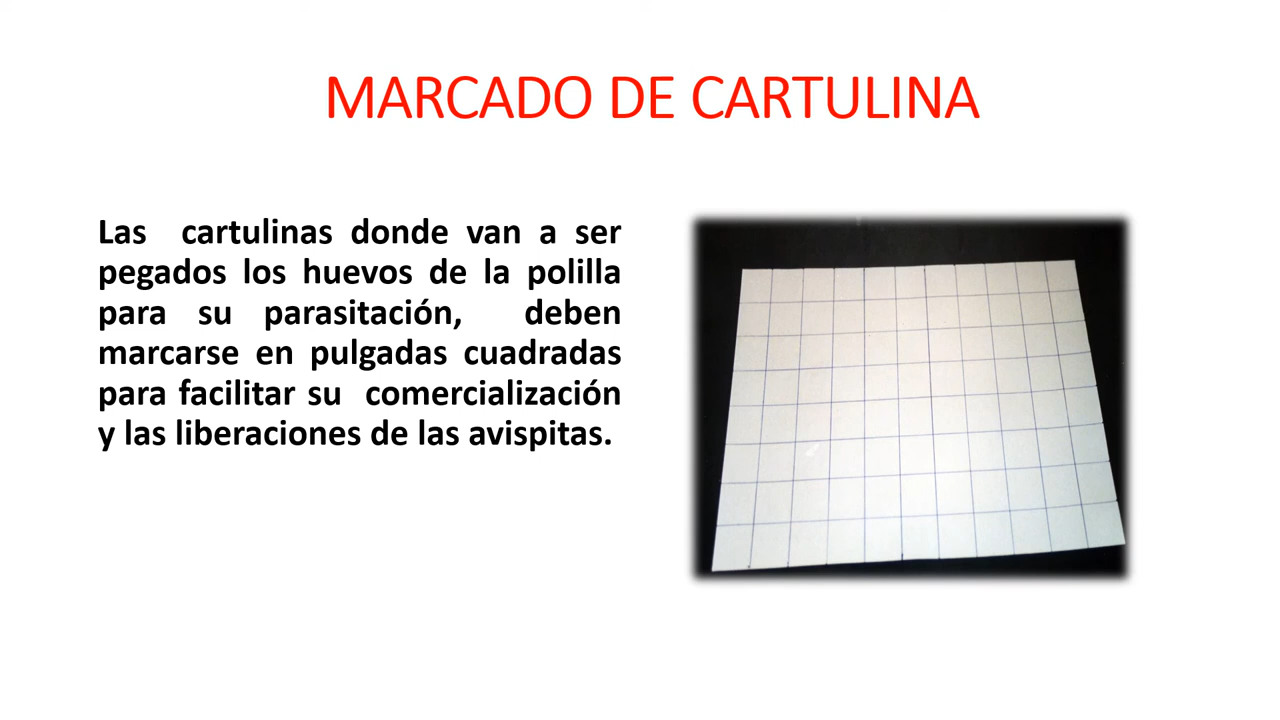 MARCADO DE CARTULINA
Las cartulinas donde van a ser
pegados los huevos de la polilla
para su parasitación, deben
marcarse en pulgadas cuadradas
para facilitar su comercialización
y las liberaciones de las avispitas.